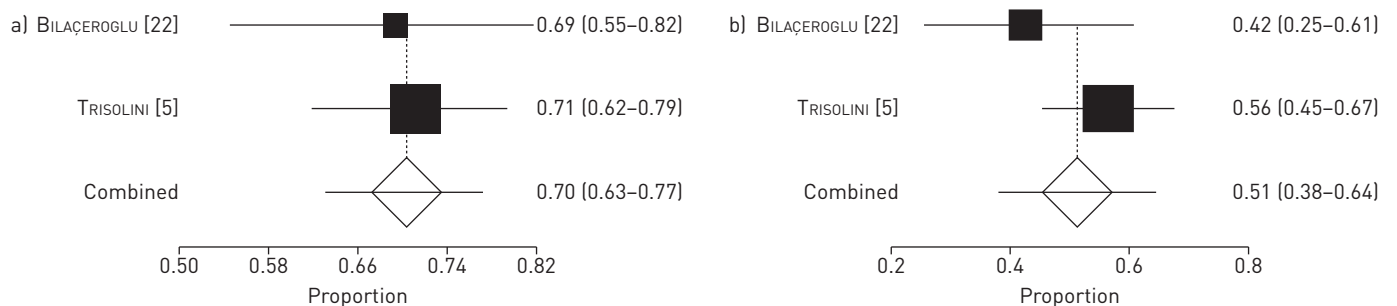 a) BILAÇEROGLU [22] 0.69 (0.55–0.82)
TRISOLINI [5] 0.71 (0.62–0.79)
Combined 0.70 (0.63–0.77)
0.50 0.58 0.66 0.74 0.82
Proportion
b) BILAÇEROGLU [22] 0.42 (0.25–0.61)
TRISOLINI [5] 0.56 (0.45–0.67)
Combined 0.51 (0.38–0.64)
0.2 0.4 0.6 0.8
Proportion